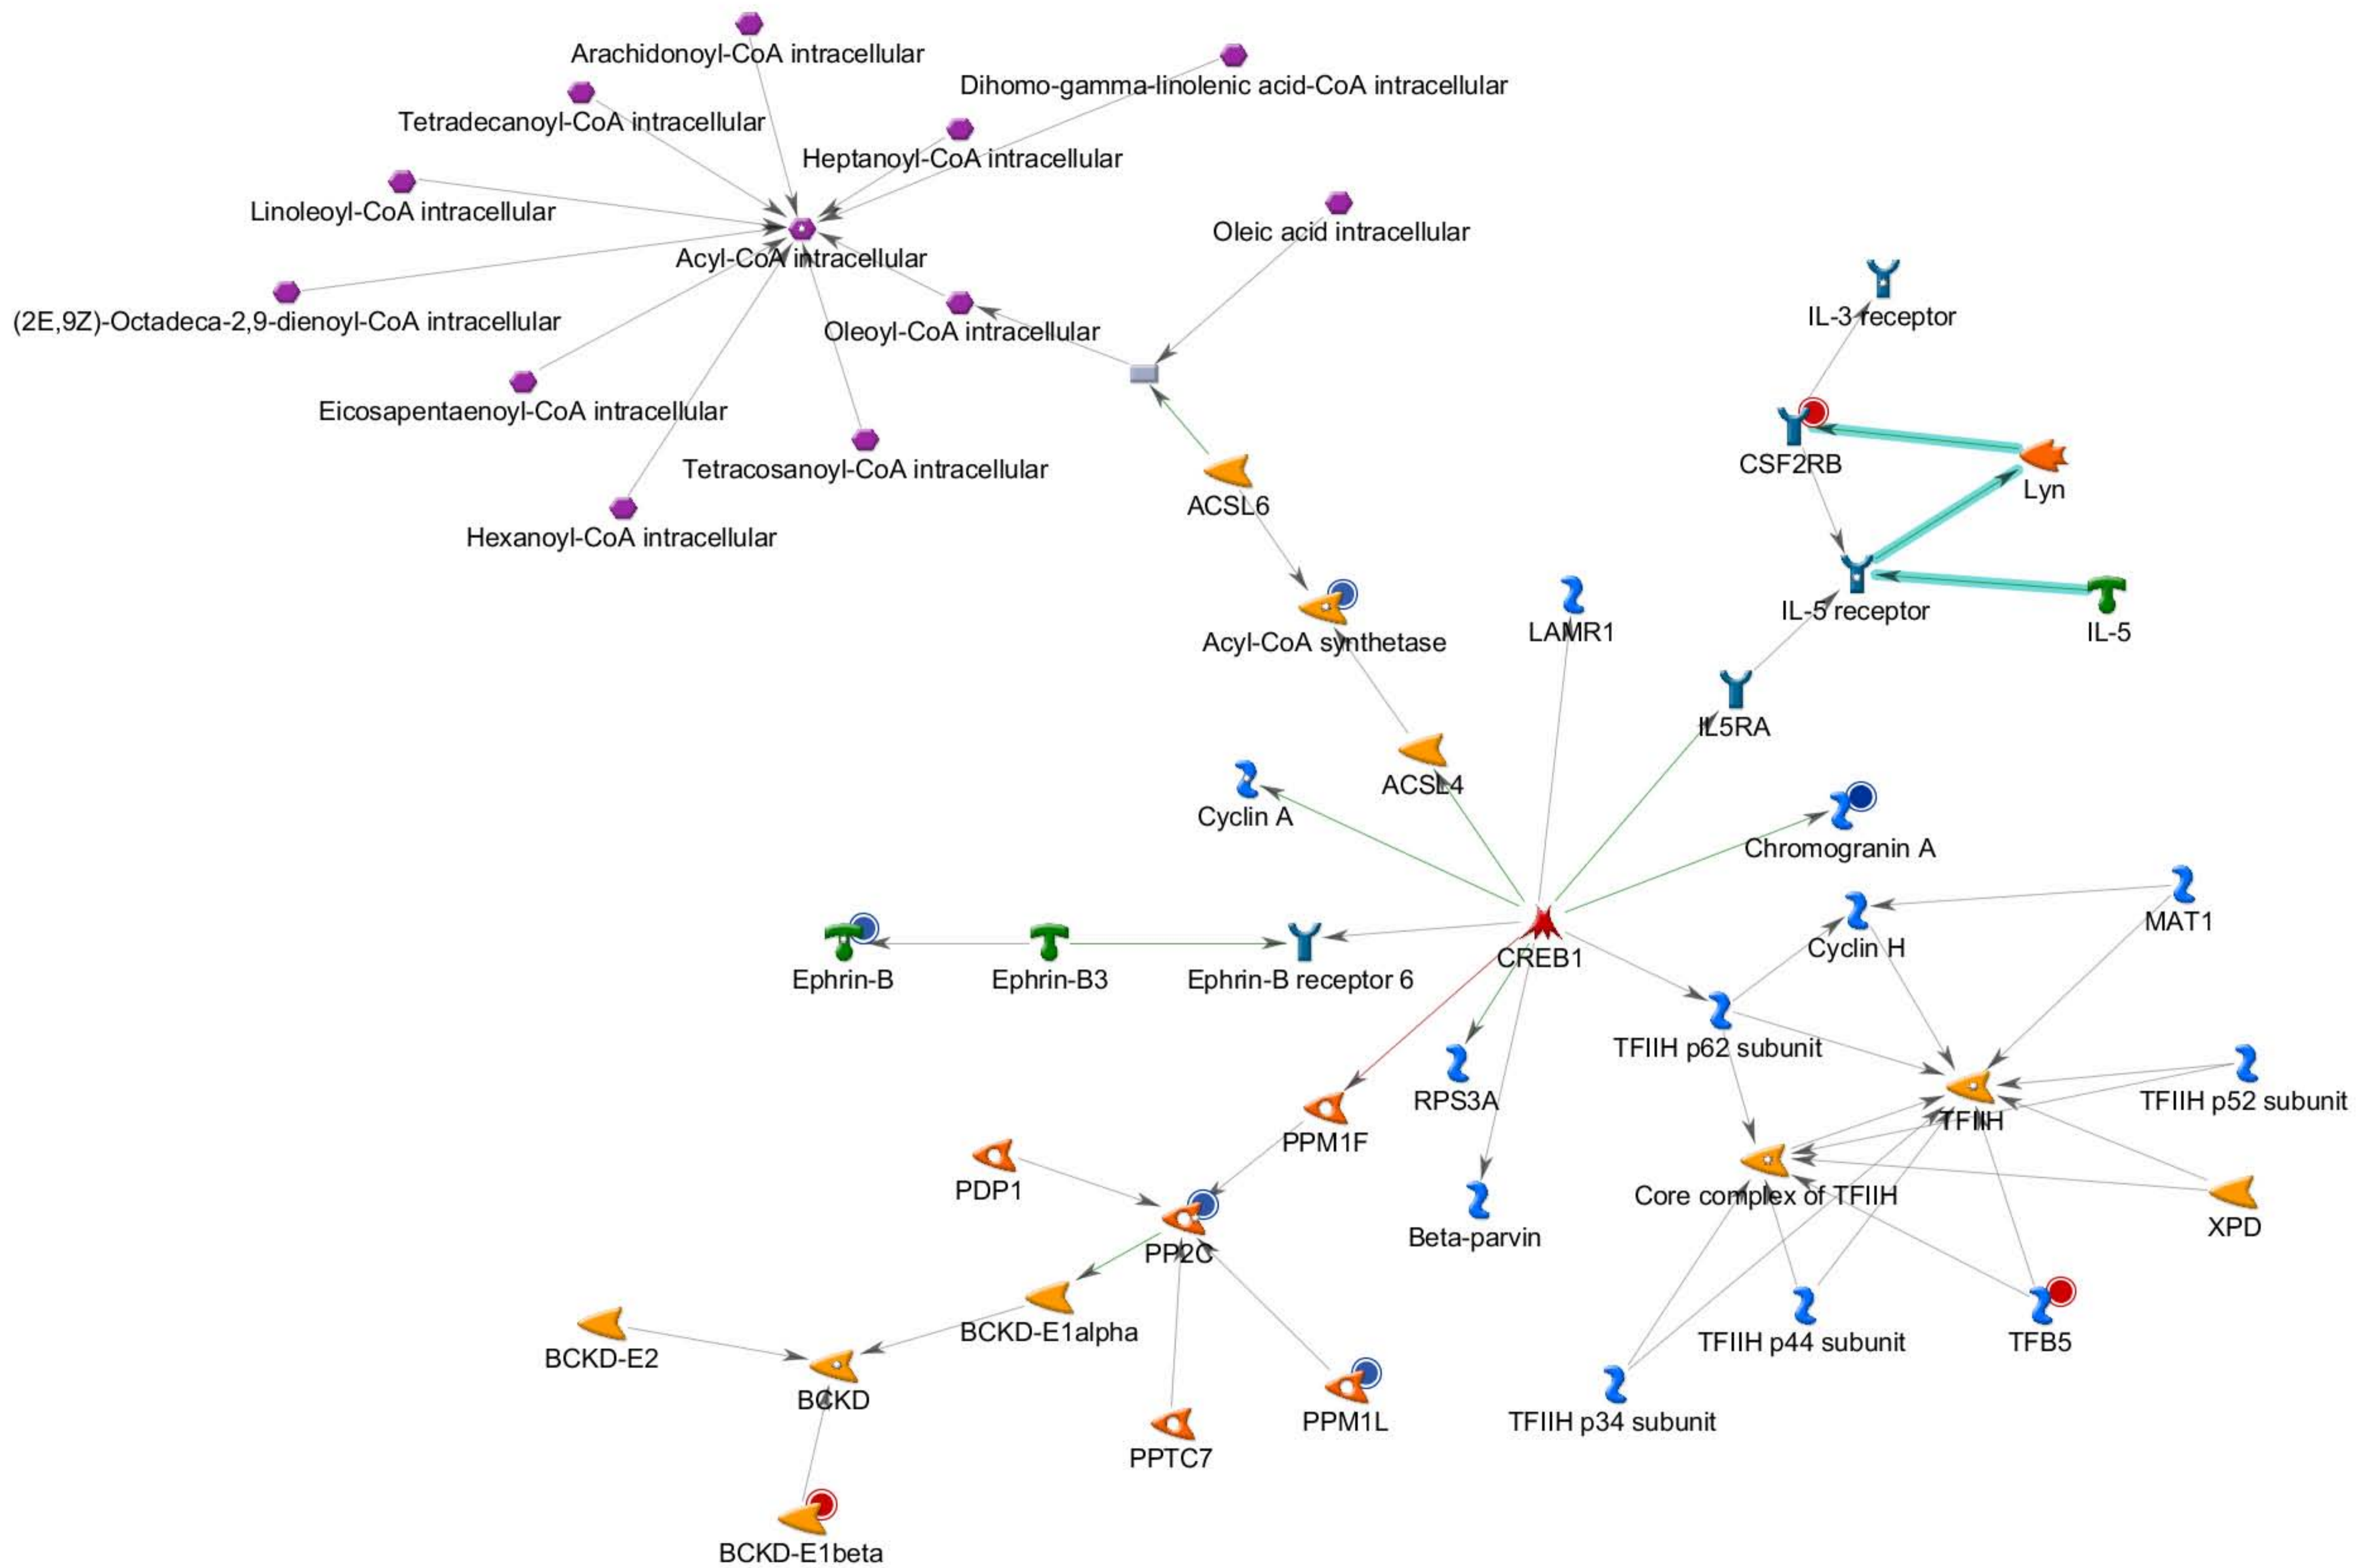 Arachidonoyl-CoA intracellular
Dihomo-gamma-linolenic acid-CoA intracellular
Tetradecanoyl-CoA intracellular
Heptanoyl-CoA intracellular
Linoleoyl-CoA intracellular
Oleic acid intracellular
Acyl-CoA intracellular
(2E,9Z)-Octadeca-2,9-dienoyl-CoA intracellular
Oleoyl-CoA intracellular
IL-3 receptor
Eicosapentaenoyl-CoA intracellular
Tetracosanoyl-CoA intracellular
CSF2RB
Lyn
ACSL6
Hexanoyl-CoA intracellular
IL-5 receptor
IL-5
LAMR1
Acyl-CoA synthetase
IL5RA
ACSL4
Cyclin A
Chromogranin A
MAT1
Cyclin H
CREB1
Ephrin-B
Ephrin-B3
Ephrin-B receptor 6
TFIIH p62 subunit
RPS3A
TFIIH p52 subunit
TFIIH
PPM1F
PDP1
Core complex of TFIIH
XPD
Beta-parvin
PP2C
BCKD-E1alpha
TFIIH p44 subunit
TFB5
BCKD-E2
BCKD
PPM1L
TFIIH p34 subunit
PPTC7
BCKD-E1beta